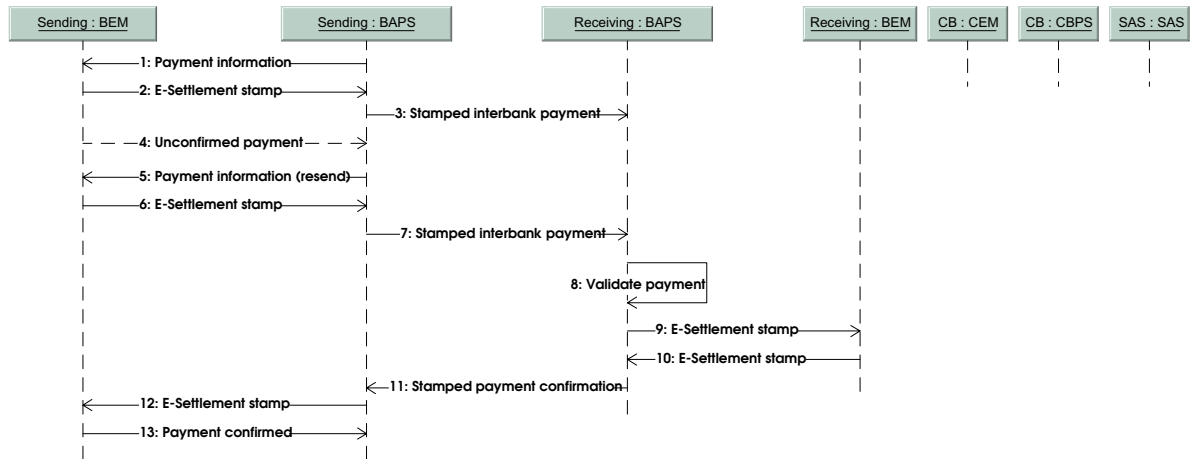 Sending : BEM
Sending : BAPS
Receiving : BAPS
Receiving : BEM
CB : CEM
CB : CBPS
SAS : SAS
1: Payment information
2: E-Settlement stamp
3: Stamped interbank payment
4: Unconfirmed payment
5: Payment information (resend)
6: E-Settlement stamp
7: Stamped interbank payment
8: Validate payment
9: E-Settlement stamp
10: E-Settlement stamp
11: Stamped payment confirmation
12: E-Settlement stamp
13: Payment confirmed